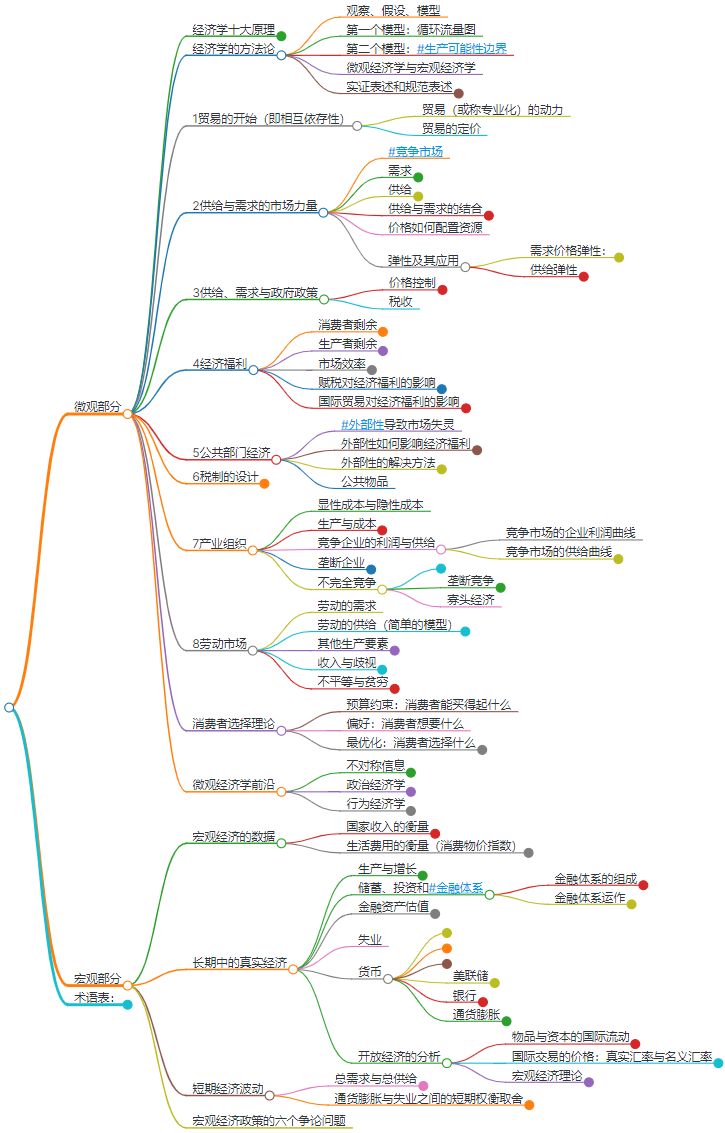 观察、假设、模型
经济学十大原理
第一个模型：循环流量图
经济学的方法论
第二个模型：#生产可能性边界
微观经济学与宏观经济学
实证表述和规范表述
贸易（或称专业化）的动力
1贸易的开始（即相互依存性）
贸易的定价
#竞争市场
需求
供给
2供给与需求的市场力量
供给与需求的结合
价格如何配置资源
需求价格弹性：
弹性及其应用
供给弹性
价格控制
3供给、需求与政府政策
税收
消费者剩余
生产者剩余
4经济福利
市场效率
赋税对经济福利的影响
国际贸易对经济福利的影响
微观部分
#外部性导致市场失灵
外部性如何影响经济福利
5公共部门经济
外部性的解决方法
6税制的设计
公共物品
显性成本与隐性成本
生产与成本
竞争市场的企业利润曲线
7产业组织
竞争企业的利润与供给
竞争市场的供给曲线
垄断企业
不完全竞争
垄断竞争
寡头经济
劳动的需求
劳动的供给（简单的模型）
8劳动市场
其他生产要素
收入与歧视
不平等与贫穷
预算约束：消费者能买得起什么
消费者选择理论
偏好：消费者想要什么
最优化：消费者选择什么
不对称信息
微观经济学前沿
政治经济学
行为经济学
国家收入的衡量
宏观经济的数据
生活费用的衡量（消费物价指数）
生产与增长
金融体系的组成
储蓄、投资和#金融体系
金融体系运作
金融资产估值
失业
长期中的真实经济
货币
宏观部分
美联储
术语表：
银行
通货膨胀
物品与资本的国际流动
开放经济的分析
国际交易的价格：真实汇率与名义汇率
宏观经济理论
总需求与总供给
短期经济波动
通货膨胀与失业之间的短期权衡取舍
宏观经济政策的六个争论问题